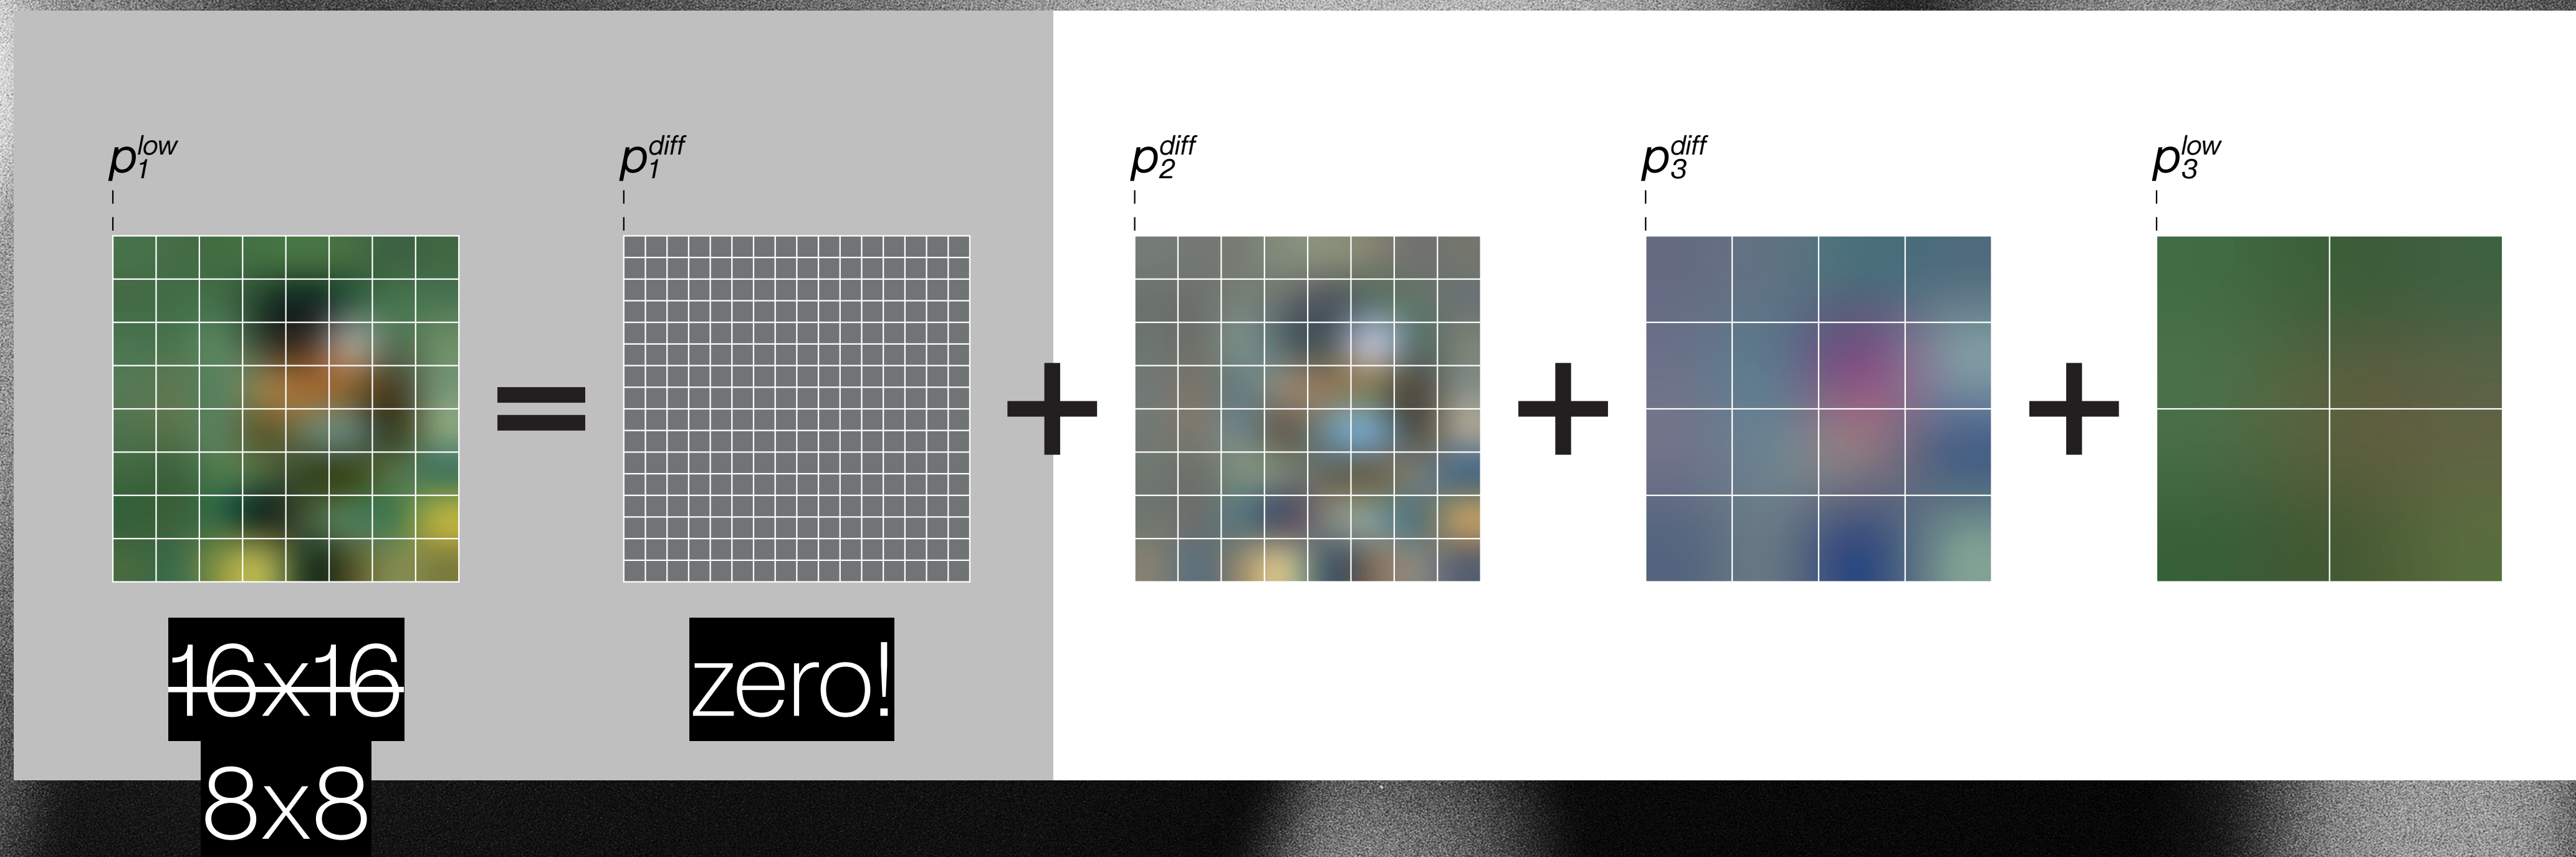 p₁ˡᵒʷ
p₁ᵈⁱᶠᶠ
p₂ᵈⁱᶠᶠ
p₃ᵈⁱᶠᶠ
p₃ˡᵒʷ
=
+
+
+
16x16
zero!
8x8